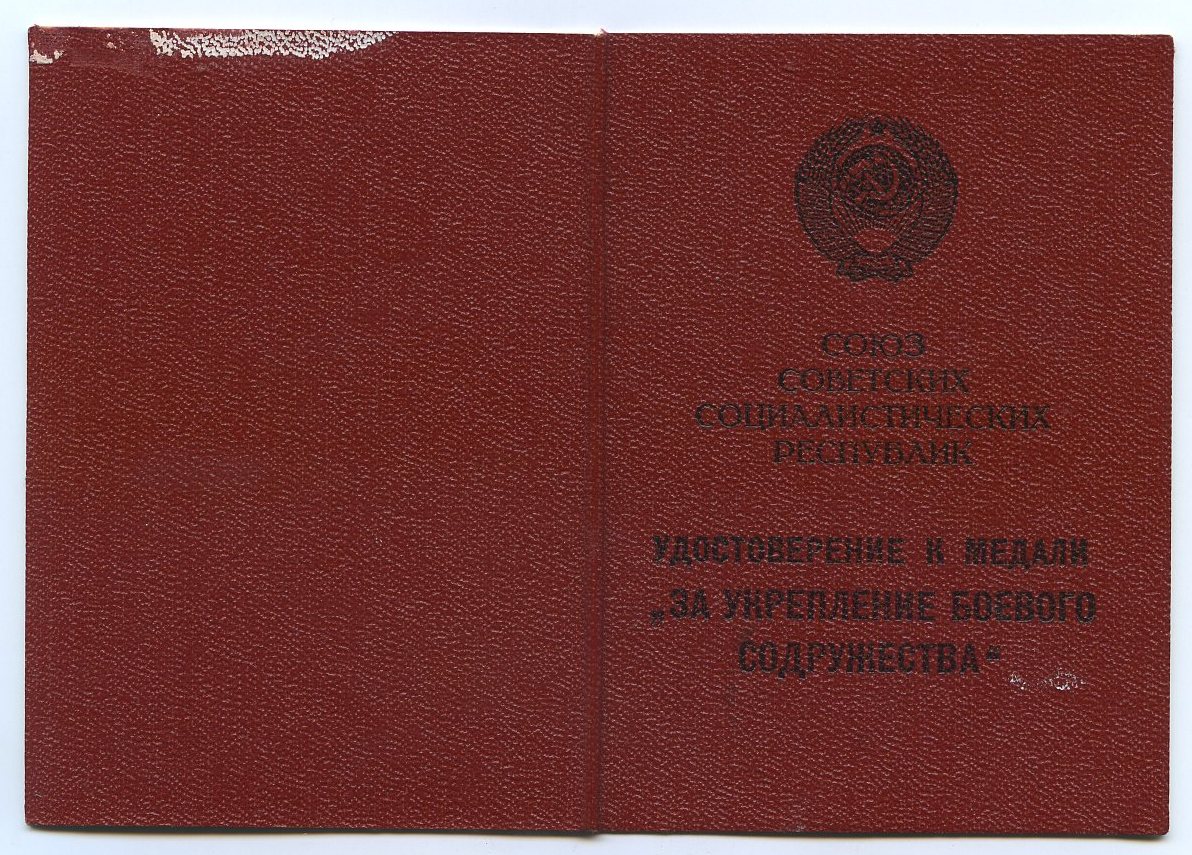 СОЮЗ
СОВЕТСКИХ
СОЦИАЛИСТИЧЕСКИХ
РЕСПУБЛИК
УДОСТОВЕРЕНИЕ К МЕДАЛИ
„ЗА УКРЕПЛЕНИЕ БОЕВОГО
СОДРУЖЕСТВА“